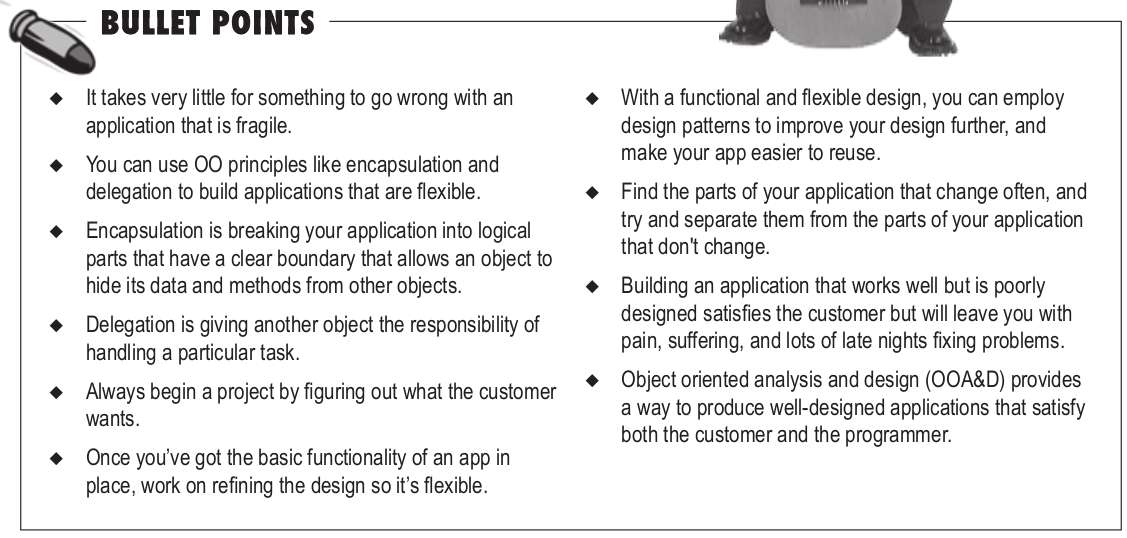 BULLET POINTS
It takes very little for something to go wrong with an
application that is fragile.
You can use OO principles like encapsulation and
delegation to build applications that are flexible.
Encapsulation is breaking your application into logical
parts that have a clear boundary that allows an object to
hide its data and methods from other objects.
Delegation is giving another object the responsibility of
handling a particular task.
Always begin a project by figuring out what the customer
wants.
Once you’ve got the basic functionality of an app in
place, work on refining the design so it’s flexible.
With a functional and flexible design, you can employ
design patterns to improve your design further, and
make your app easier to reuse.
Find the parts of your application that change often, and
try and separate them from the parts of your application
that don't change.
Building an application that works well but is poorly
designed satisfies the customer but will leave you with
pain, suffering, and lots of late nights fixing problems.
Object oriented analysis and design (OOA&D) provides
a way to produce well-designed applications that satisfy
both the customer and the programmer.